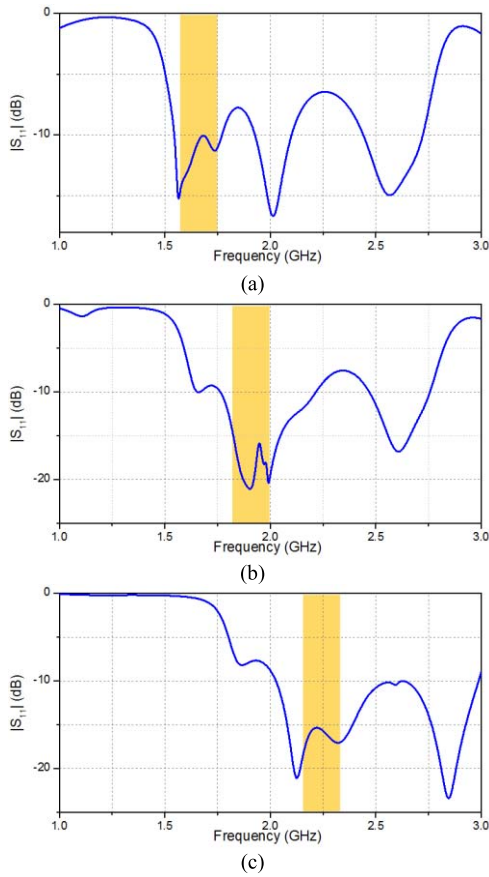 0
-10
|S11| (dB)
1.0 1.5 2.0 2.5 3.0
Frequency (GHz)
(a)
0
-10
-20
|S11| (dB)
1.0 1.5 2.0 2.5 3.0
Frequency (GHz)
(b)
0
-10
-20
|S11| (dB)
1.0 1.5 2.0 2.5 3.0
Frequency (GHz)
(c)